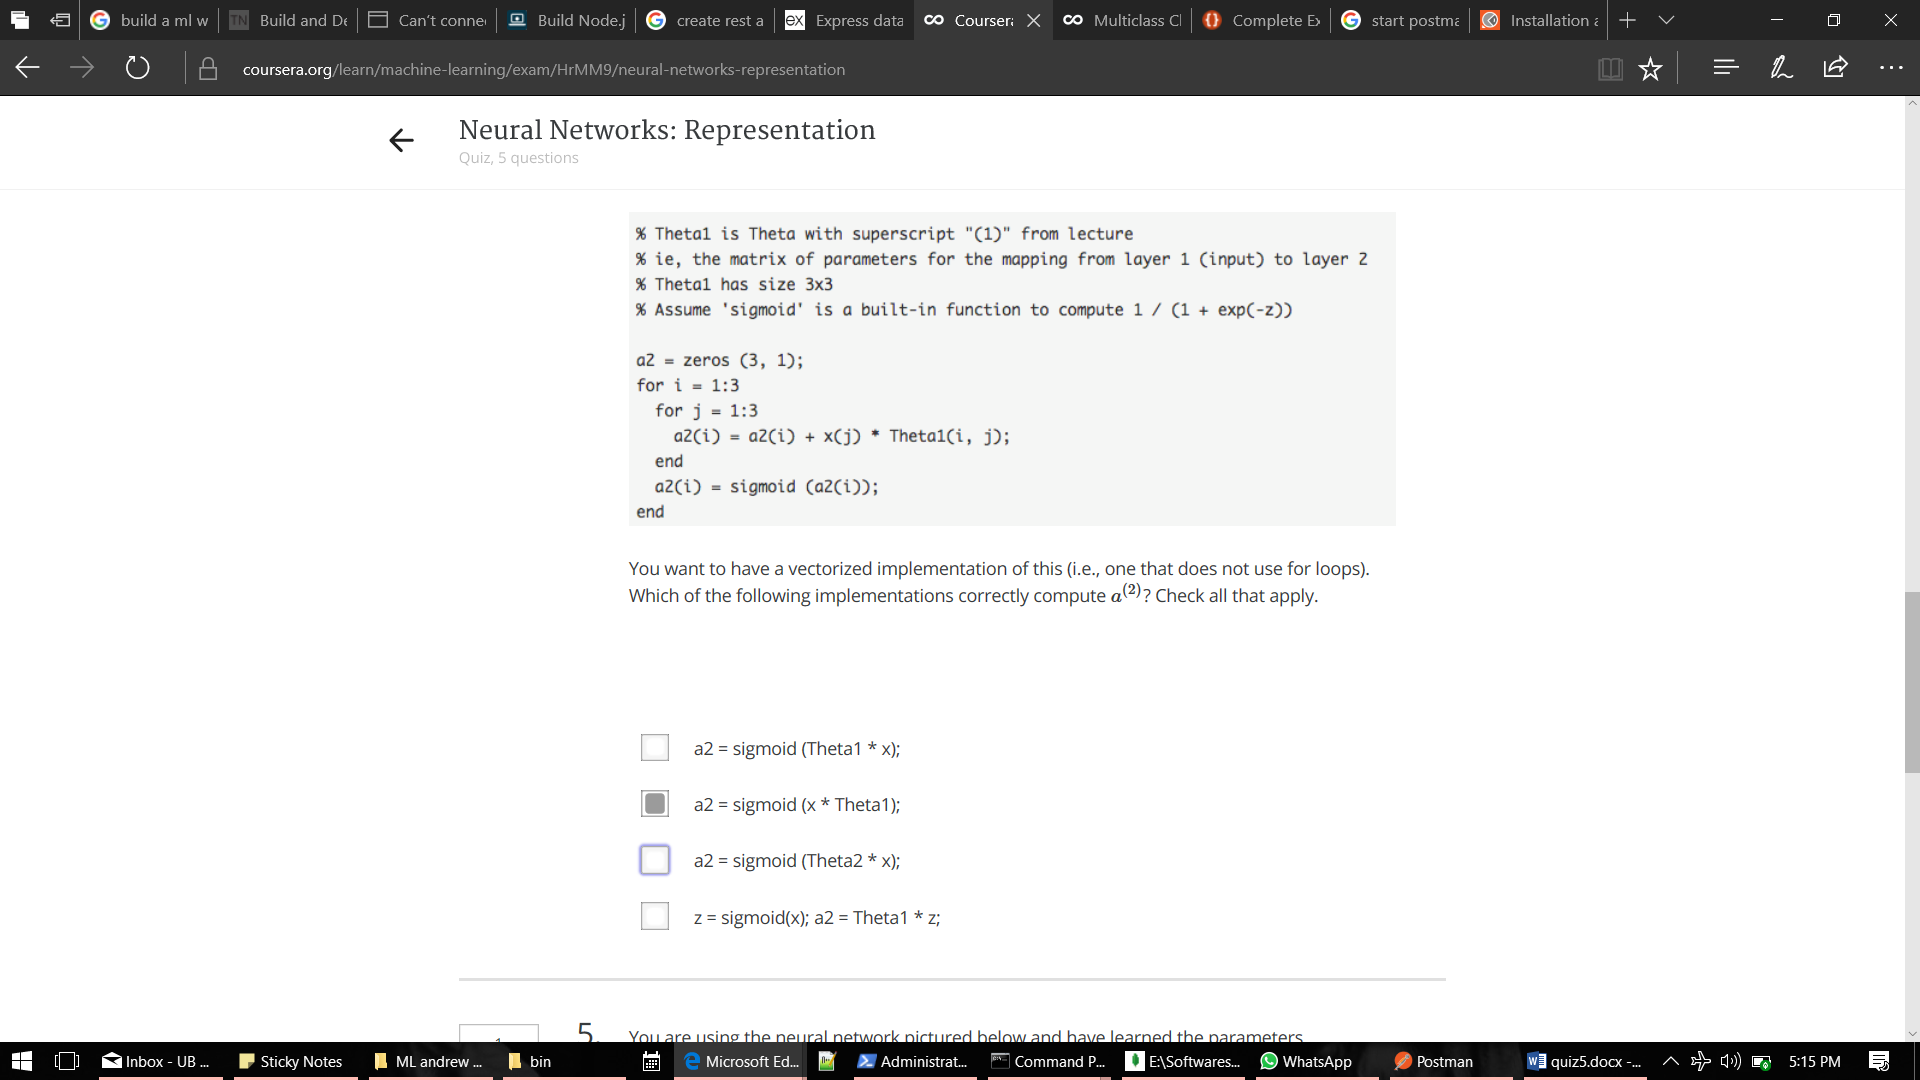 build a ml w
TN Build and De
Can't connec
Build Node.j
create rest a
ex Express data
Coursera
Multiclass Cl
Complete Ex
start postma
Installation a
coursera.org/learn/machine-learning/exam/HrMM9/neural-networks-representation
Neural Networks: Representation
Quiz, 5 questions
% Theta1 is Theta with superscript "(1)" from lecture
% ie, the matrix of parameters for the mapping from layer 1 (input) to layer 2
% Theta1 has size 3x3
% Assume 'sigmoid' is a built-in function to compute 1 / (1 + exp(-z))
a2 = zeros (3, 1);
for i = 1:3
for j = 1:3
a2(i) = a2(i) + x(j) * Theta1(i, j);
end
a2(i) = sigmoid (a2(i));
end
You want to have a vectorized implementation of this (i.e., one that does not use for loops).
Which of the following implementations correctly compute a(2)? Check all that apply.
a2 = sigmoid (Theta1 * x);
a2 = sigmoid (x * Theta1);
a2 = sigmoid (Theta2 * x);
z = sigmoid(x); a2 = Theta1 * z;
5.
You are using the neural network pictured below and have learned the parameters
Inbox - UB ...
Sticky Notes
ML andrew ...
bin
Microsoft Ed...
Administrat...
Command P...
E:\Softwares...
WhatsApp
Postman
quiz5.docx -...
5:15 PM